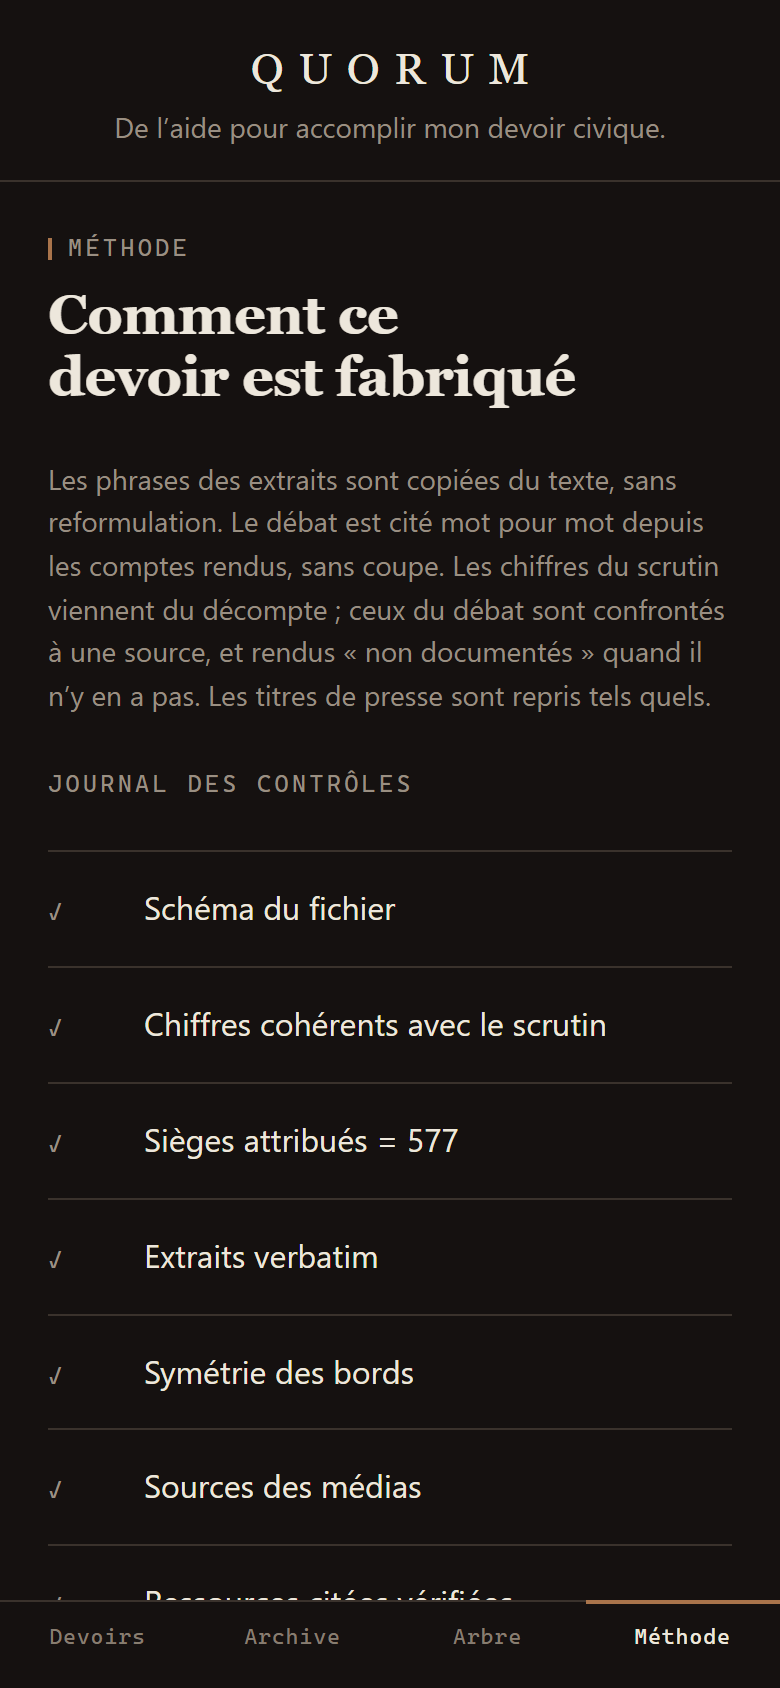 QUORUM
De l’aide pour accomplir mon devoir civique.
MÉTHODE
Comment ce
devoir est fabriqué
Les phrases des extraits sont copiées du texte, sans
reformulation. Le débat est cité mot pour mot depuis
les comptes rendus, sans coupe. Les chiffres du scrutin
viennent du décompte ; ceux du débat sont confrontés
à une source, et rendus « non documentés » quand il
n’y en a pas. Les titres de presse sont repris tels quels.
JOURNAL DES CONTRÔLES
✓ Schéma du fichier
✓ Chiffres cohérents avec le scrutin
✓ Sièges attribués = 577
✓ Extraits verbatim
✓ Symétrie des bords
✓ Sources des médias
✓ Ressources citées vérifiées
Devoirs Archive Arbre Méthode